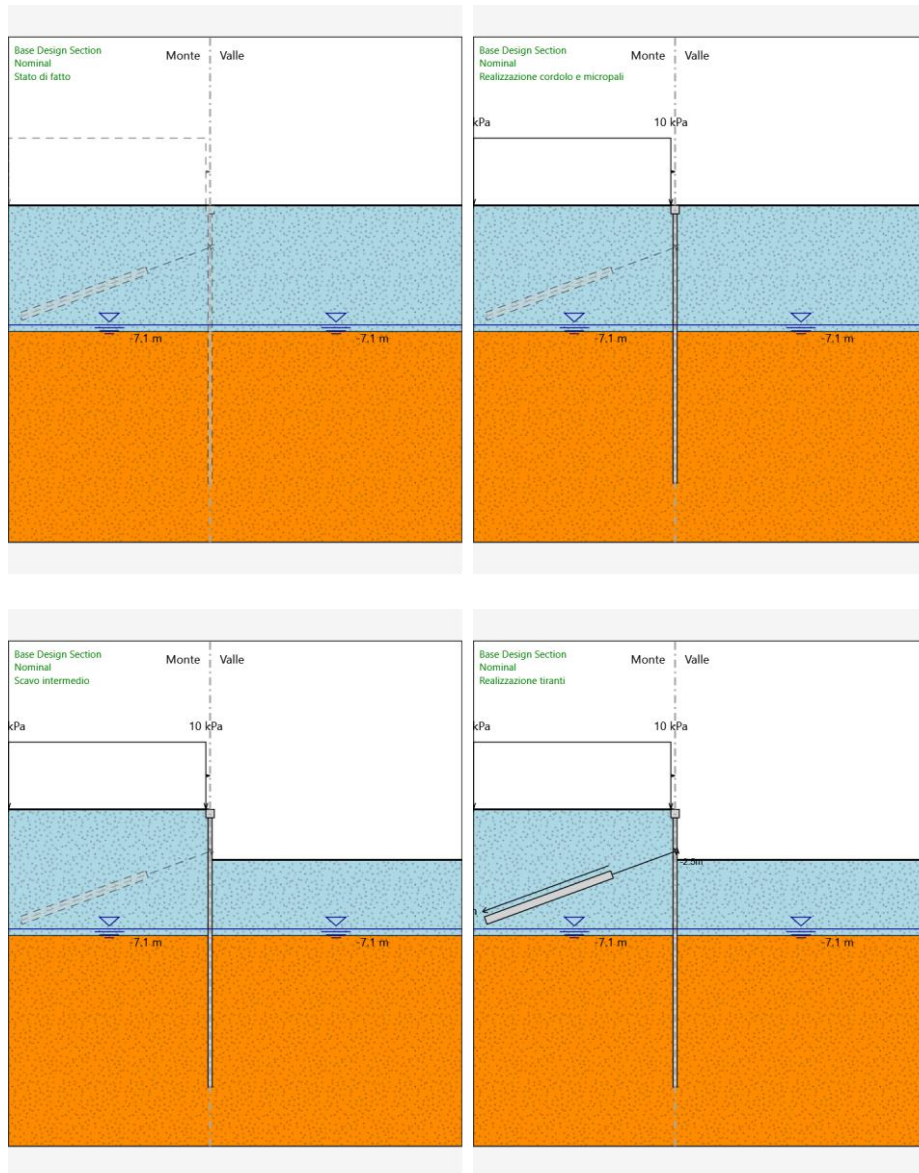 Base Design Section
Nominal
Stato di fatto
Monte
Valle
-7,1 m
-7,1 m
Base Design Section
Nominal
Realizzazione cordolo e micropali
Monte
Valle
kPa
10 kPa
-7,1 m
-7,1 m
Base Design Section
Nominal
Scavo intermedio
Monte
Valle
kPa
10 kPa
-7,1 m
-7,1 m
Base Design Section
Nominal
Realizzazione tiranti
Monte
Valle
kPa
10 kPa
-2.5m
-7,1 m
-7,1 m